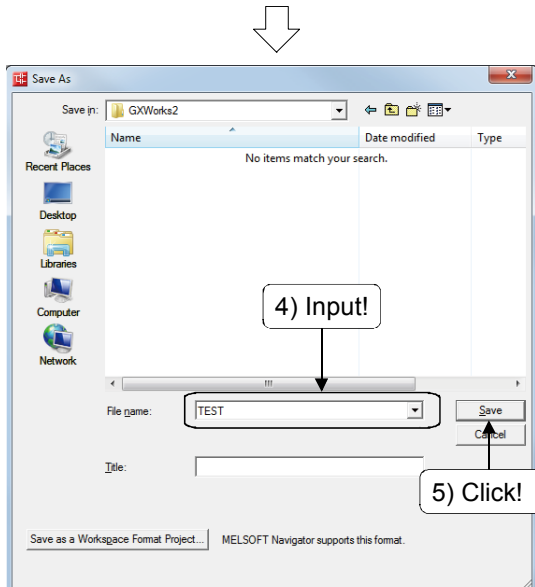 Save As
Save in: GXWorks2
Name Date modified Type
No items match your search.
Recent Places
Desktop
Libraries
Computer
Network
4) Input!
File name: TEST Save
Cancel
Title:
5) Click!
Save as a Workspace Format Project... MELSOFT Navigator supports this format.